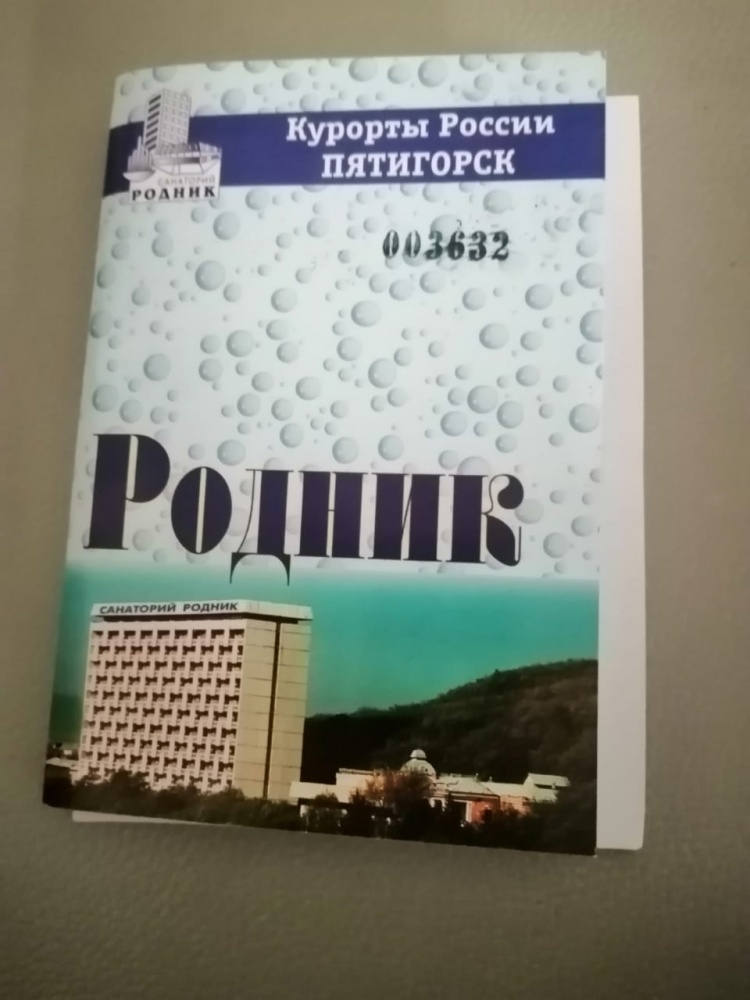 Курорты России
ПЯТИГОРСК
САНАТОРИЙ
РОДНИК
003632
Родник
САНАТОРИЙ РОДНИК